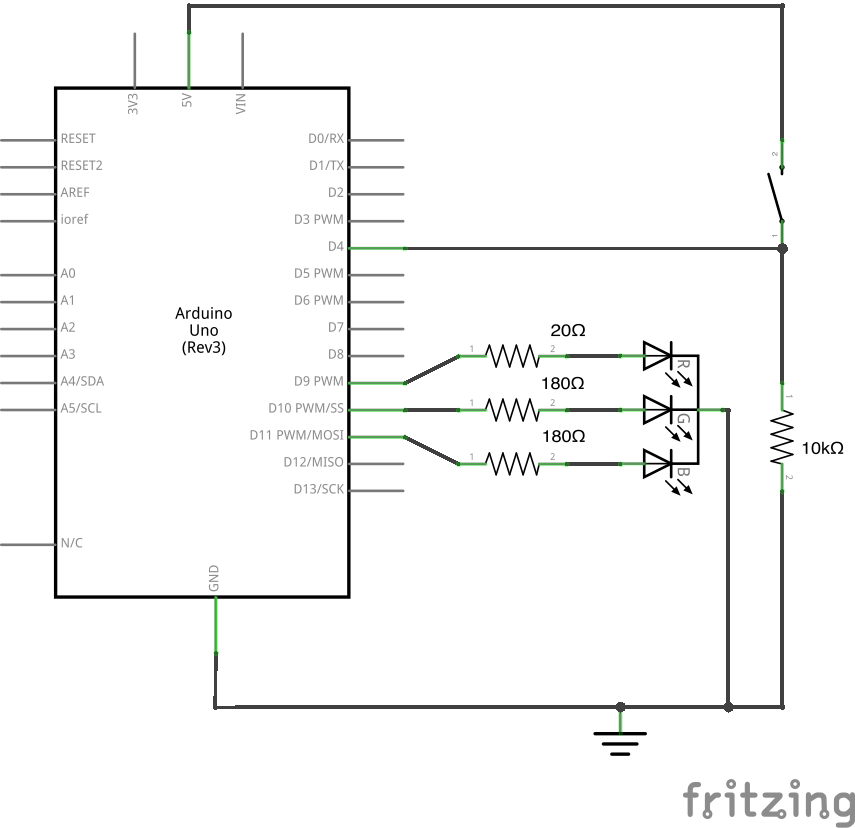 3V3
5V
VIN
RESET
RESET2
AREF
ioref
A0
A1
A2
A3
A4/SDA
A5/SCL
N/C
Arduino
Uno
(Rev3)
D0/RX
D1/TX
D2
D3 PWM
D4
D5 PWM
D6 PWM
D7
D8
D9 PWM
D10 PWM/SS
D11 PWM/MOSI
D12/MISO
D13/SCK
GND
20Ω
1 2
R
180Ω
1 2
G
180Ω
1 2
B
2
1
1
10kΩ
2
fritzing